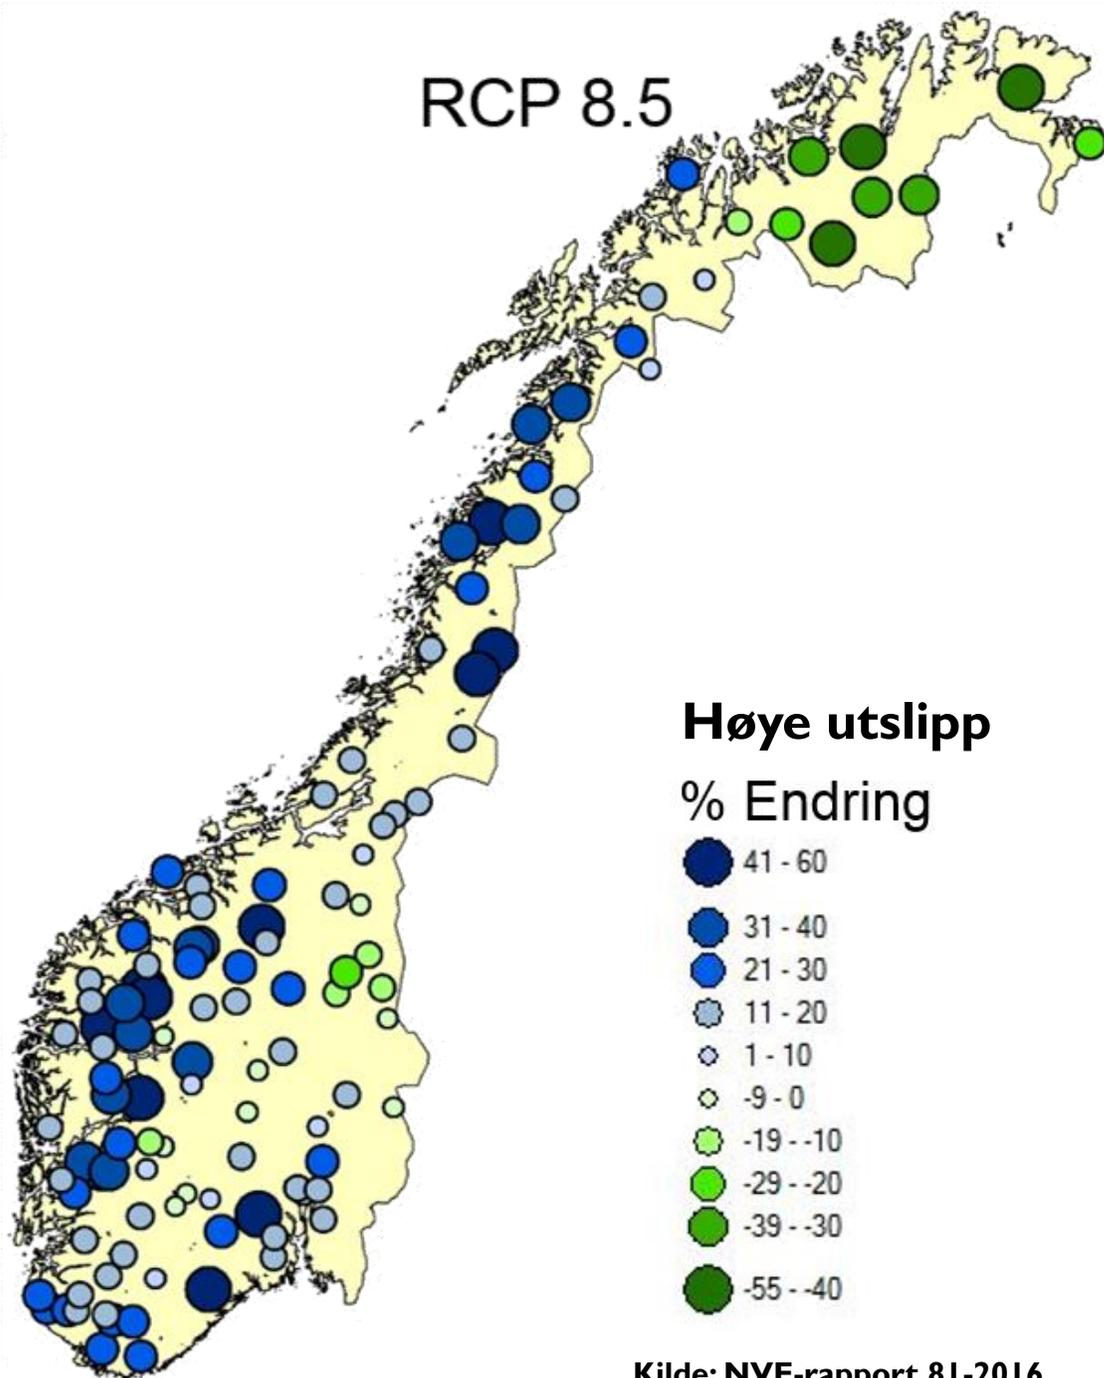 RCP 8.5
Høye utslipp
% Endring
41 - 60
31 - 40
21 - 30
11 - 20
1 - 10
-9 - 0
-19 - -10
-29 - -20
-39 - -30
-55 - -40
Kilde: NVE-rapport 81-2016